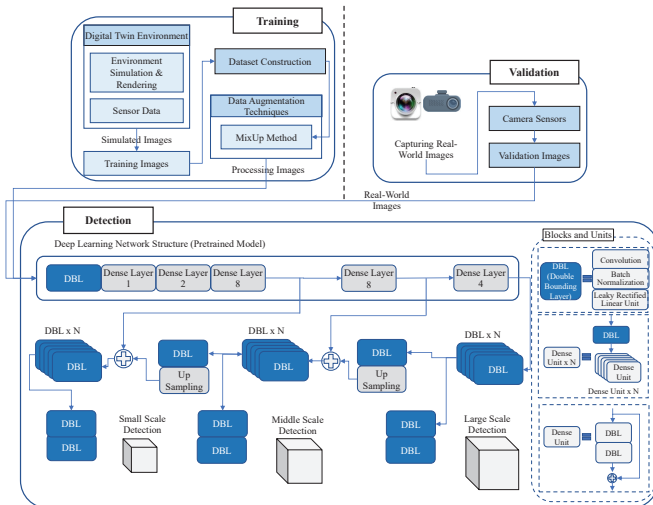 Training
Digital Twin Environment
Environment
Simulation &
Rendering
Sensor Data
Simulated Images
Training Images
Dataset Construction
Data Augmentation
Techniques
MixUp Method
Processing Images
Validation
Capturing Real-
World Images
Camera Sensors
Validation Images
Real-World
Images
Detection
Deep Learning Network Structure (Pretrained Model)
DBL
Dense Layer
1
Dense Layer
2
Dense Layer
8
Dense Layer
8
Dense Layer
4
DBL x N
DBL
DBL
Up
Sampling
DBL x N
DBL
DBL
Up
Sampling
DBL x N
DBL
DBL
DBL
Small Scale
Detection
DBL
DBL
Middle Scale
Detection
DBL
DBL
Large Scale
Detection
Blocks and Units
DBL
(Double
Bounding
Layer)
Convolution
Batch
Normalization
Leaky Rectified
Linear Unit
DBL
Dense
Unit x N
Dense
Unit
Dense Unit x N
Dense
Unit
DBL
DBL